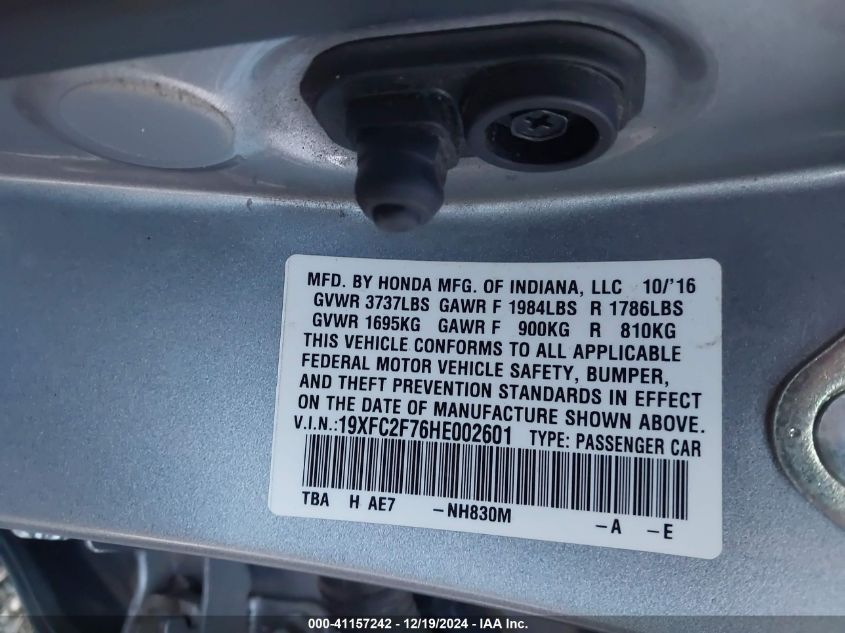 MFD. BY HONDA MFG. OF INDIANA, LLC 10/'16
GVWR 3737LBS GAWR F 1984LBS R 1786LBS
GVWR 1695KG GAWR F 900KG R 810KG
THIS VEHICLE CONFORMS TO ALL APPLICABLE
FEDERAL MOTOR VEHICLE SAFETY, BUMPER,
AND THEFT PREVENTION STANDARDS IN EFFECT
ON THE DATE OF MANUFACTURE SHOWN ABOVE.
V.I.N.:19XFC2F76HE002601 TYPE: PASSENGER CAR
TBA H AE7 -NH830M -A -E
000-41157242 - 12/19/2024 - IAA Inc.